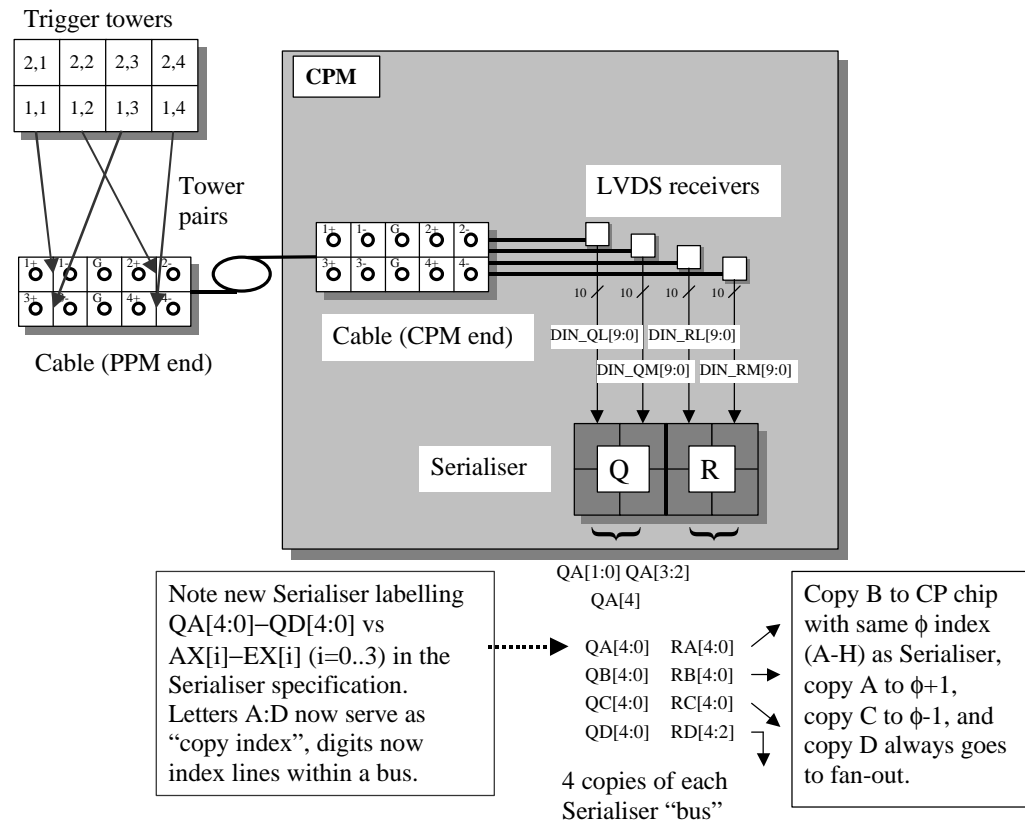 Trigger towers
2,1 2,2 2,3 2,4
1,1 1,2 1,3 1,4
Tower
pairs
1+ 1- G 2+ 2-
3+ 3- G 4+ 4-
Cable (PPM end)
CPM
LVDS receivers
1+ 1- G 2+ 2-
3+ 3- G 4+ 4-
Cable (CPM end)
10 10 10 10
DIN_QL[9:0] DIN_RL[9:0]
DIN_QM[9:0] DIN_RM[9:0]
Serialiser
Q R
QA[1:0] QA[3:2]
QA[4]
Note new Serialiser labelling
QA[4:0]–QD[4:0] vs
AX[i]–EX[i] (i=0..3) in the
Serialiser specification.
Letters A:D now serve as
“copy index”, digits now
index lines within a bus.
QA[4:0] RA[4:0]
QB[4:0] RB[4:0]
QC[4:0] RC[4:0]
QD[4:0] RD[4:2]
4 copies of each
Serialiser “bus”
Copy B to CP chip
with same ϕ index
(A-H) as Serialiser,
copy A to ϕ+1,
copy C to ϕ-1, and
copy D always goes
to fan-out.